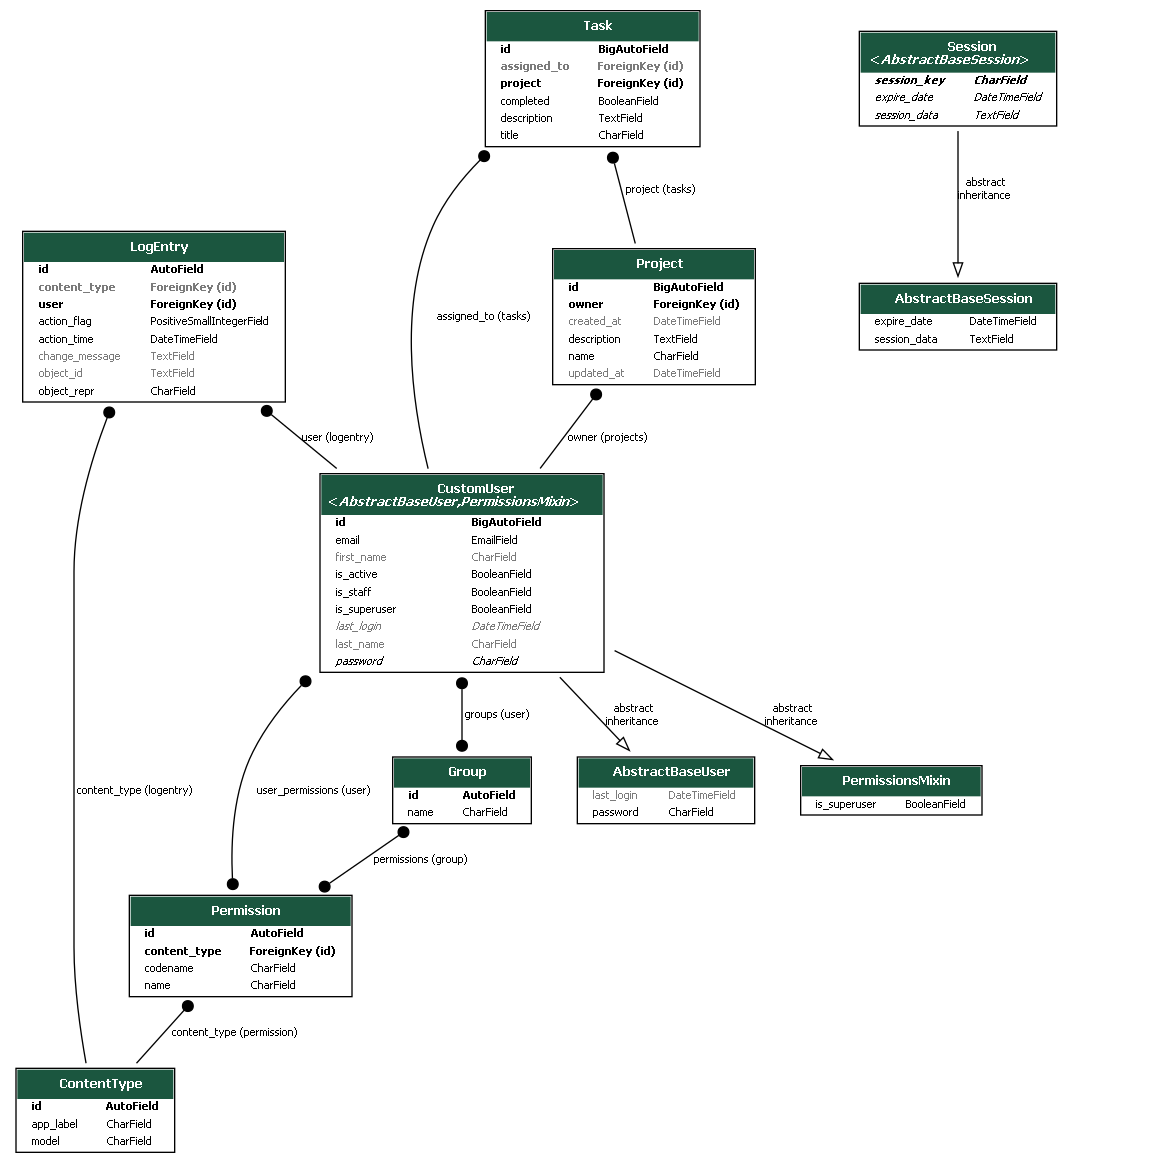 Task
id BigAutoField
assigned_to ForeignKey (id)
project ForeignKey (id)
completed BooleanField
description TextField
title CharField
Session
<AbstractBaseSession>
session_key CharField
expire_date DateTimeField
session_data TextField
project (tasks)
abstract
inheritance
LogEntry
id AutoField
content_type ForeignKey (id)
user ForeignKey (id)
action_flag PositiveSmallIntegerField
action_time DateTimeField
change_message TextField
object_id TextField
object_repr CharField
Project
id BigAutoField
owner ForeignKey (id)
created_at DateTimeField
description TextField
name CharField
updated_at DateTimeField
AbstractBaseSession
expire_date DateTimeField
session_data TextField
assigned_to (tasks)
user (logentry)
owner (projects)
CustomUser
<AbstractBaseUser,PermissionsMixin>
id BigAutoField
email EmailField
first_name CharField
is_active BooleanField
is_staff BooleanField
is_superuser BooleanField
last_login DateTimeField
last_name CharField
password CharField
groups (user)
abstract
inheritance
abstract
inheritance
content_type (logentry)
user_permissions (user)
Group
id AutoField
name CharField
AbstractBaseUser
last_login DateTimeField
password CharField
PermissionsMixin
is_superuser BooleanField
permissions (group)
Permission
id AutoField
content_type ForeignKey (id)
codename CharField
name CharField
content_type (permission)
ContentType
id AutoField
app_label CharField
model CharField